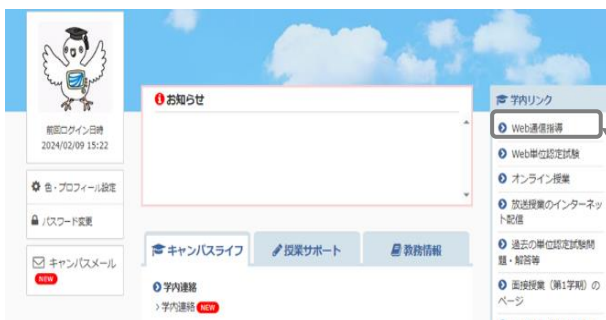 前回ログイン日時
2024/02/09 15:22
色・プロフィール設定
パスワード変更
キャンパスメール
NEW
お知らせ
キャンパスライフ
授業サポート
教務情報
学内連絡
学内連絡 NEW
学内リンク
Web通信指導
Web単位認定試験
オンライン授業
放送授業のインターネッ
ト配信
過去の単位認定試験問
題・解答等
面接授業（第1学期）の
ページ